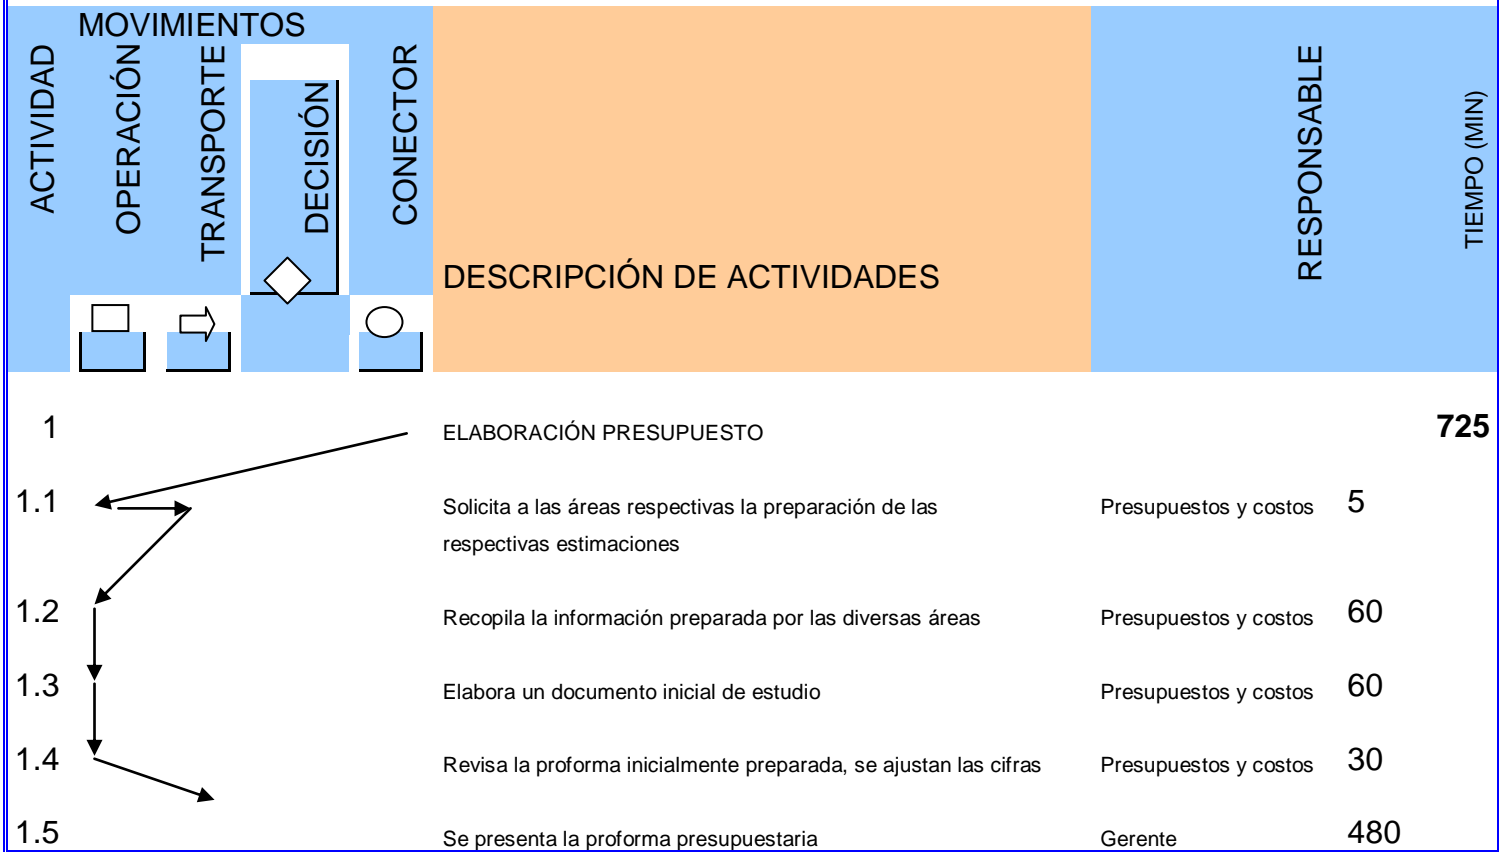 MOVIMIENTOS
ACTIVIDAD
OPERACIÓN
TRANSPORTE
DECISIÓN
CONECTOR
DESCRIPCIÓN DE ACTIVIDADES
RESPONSABLE
TIEMPO (MIN)
1 ELABORACIÓN PRESUPUESTO 725
1.1 Solicita a las áreas respectivas la preparación de las Presupuestos y costos 5
respectivas estimaciones
1.2 Recopila la información preparada por las diversas áreas Presupuestos y costos 60
1.3 Elabora un documento inicial de estudio Presupuestos y costos 60
1.4 Revisa la proforma inicialmente preparada, se ajustan las cifras Presupuestos y costos 30
1.5 Se presenta la proforma presupuestaria Gerente 480